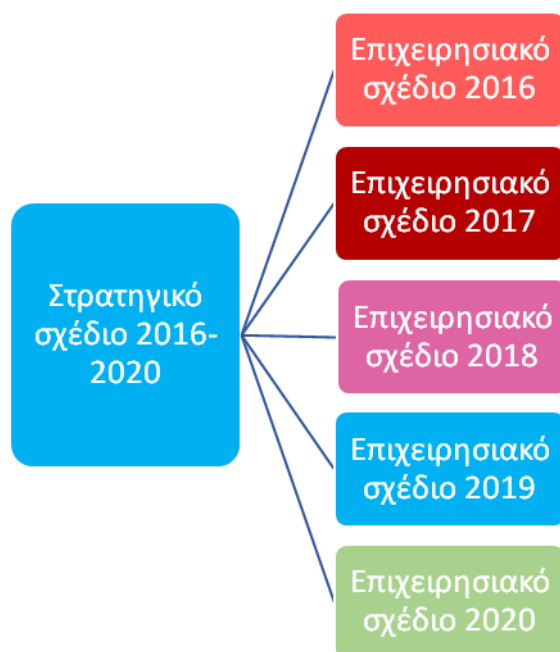 Στρατηγικό
σχέδιο 2016-
2020
Επιχειρησιακό
σχέδιο 2016
Επιχειρησιακό
σχέδιο 2017
Επιχειρησιακό
σχέδιο 2018
Επιχειρησιακό
σχέδιο 2019
Επιχειρησιακό
σχέδιο 2020